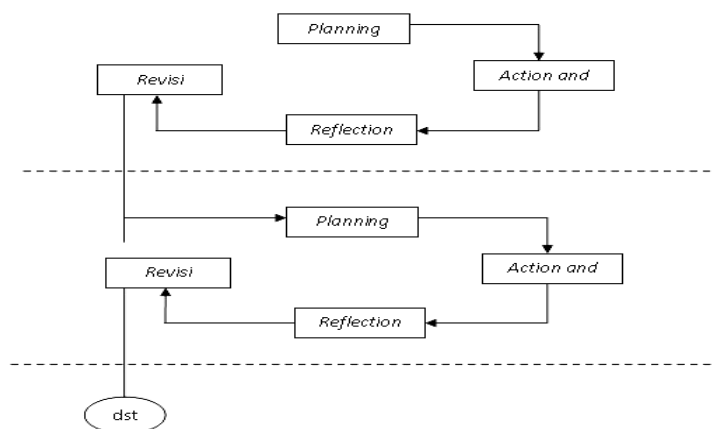 Planning
Revisi
Action and
Reflection
Planning
Revisi
Action and
Reflection
dst